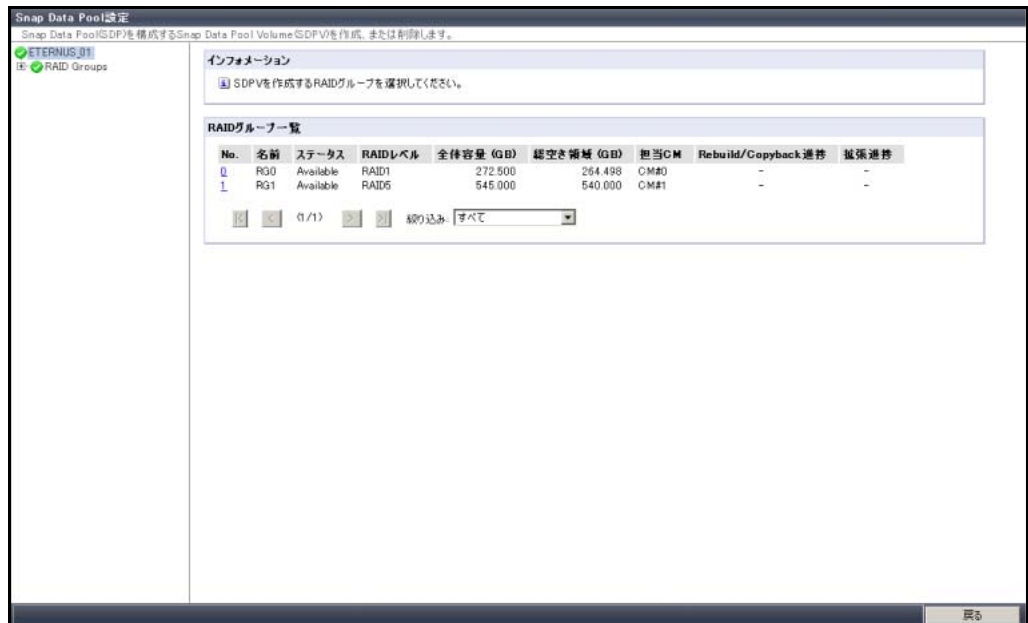 Snap Data Pool設定
Snap Data Pool(SDP)を構成するSnap Data Pool Volume(SDPV)を作成、または削除します。
ETERNUS_01
RAID Groups
インフォメーション
SDPVを作成するRAIDグループを選択してください。
RAIDグループ一覧
No. 名前 ステータス RAIDレベル 全体容量 (GB) 総空き領域 (GB) 担当CM Rebuild/Copyback進捗 拡張進捗
0 RG0 Available RAID1 272.500 264.498 CM#0 - -
1 RG1 Available RAID5 545.000 540.000 CM#1 - -
|< < (1/1) > >| 絞り込み: すべて
戻る